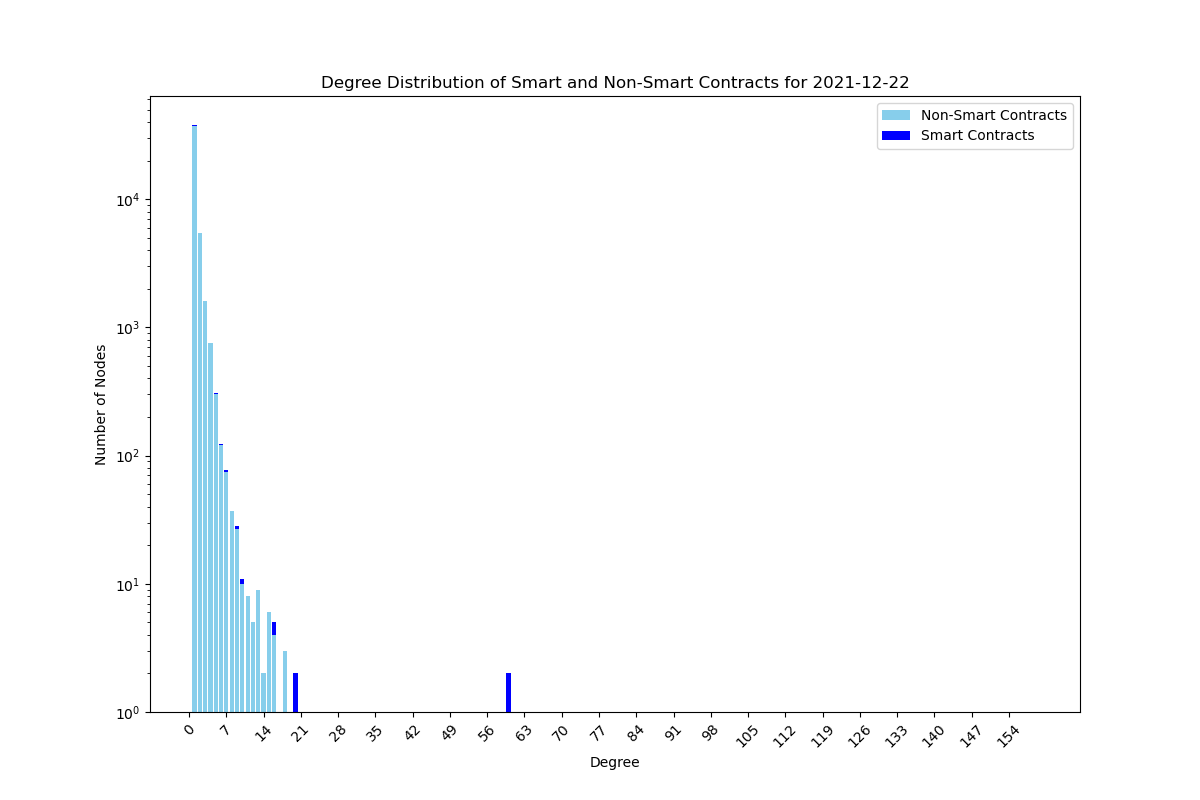 Degree Distribution of Smart and Non-Smart Contracts for 2021-12-22
Non-Smart Contracts
Smart Contracts
Number of Nodes
10^4
10^3
10^2
10^1
10^0
0 7 14 21 28 35 42 49 56 63 70 77 84 91 98 105 112 119 126 133 140 147 154
Degree